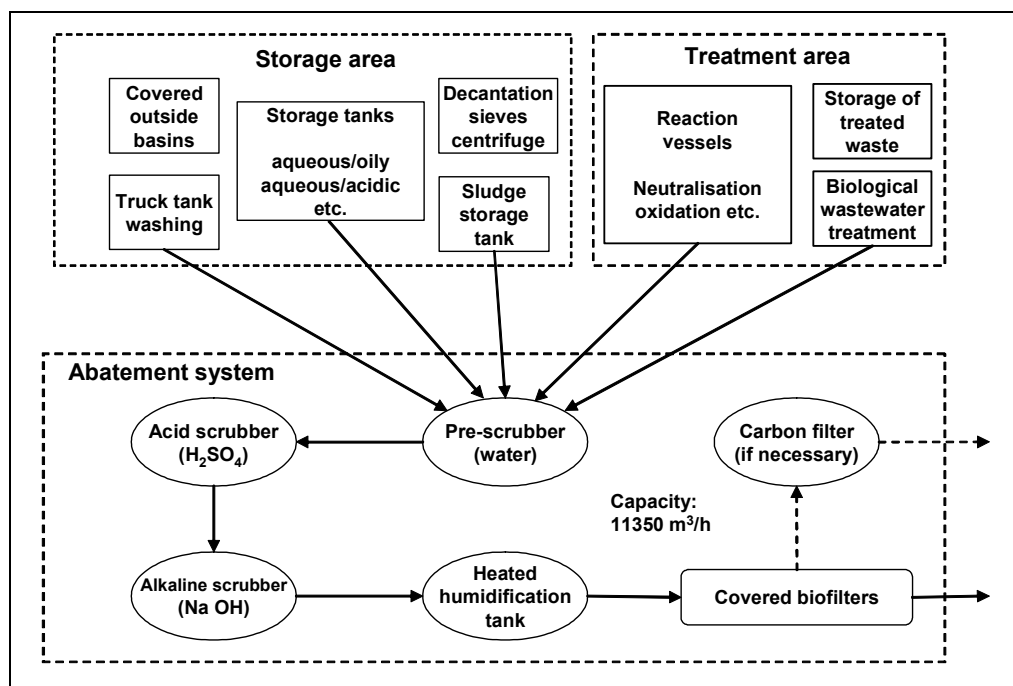 Storage area
Covered
outside
basins
Storage tanks
aqueous/oily
aqueous/acidic
etc.
Decantation
sieves
centrifuge
Truck tank
washing
Sludge
storage
tank
Treatment area
Reaction
vessels
Neutralisation
oxidation etc.
Storage of
treated
waste
Biological
wastewater
treatment
Abatement system
Acid scrubber
(H₂SO₄)
Pre-scrubber
(water)
Carbon filter
(if necessary)
Capacity:
11350 m³/h
Alkaline scrubber
(Na OH)
Heated
humidification
tank
Covered biofilters